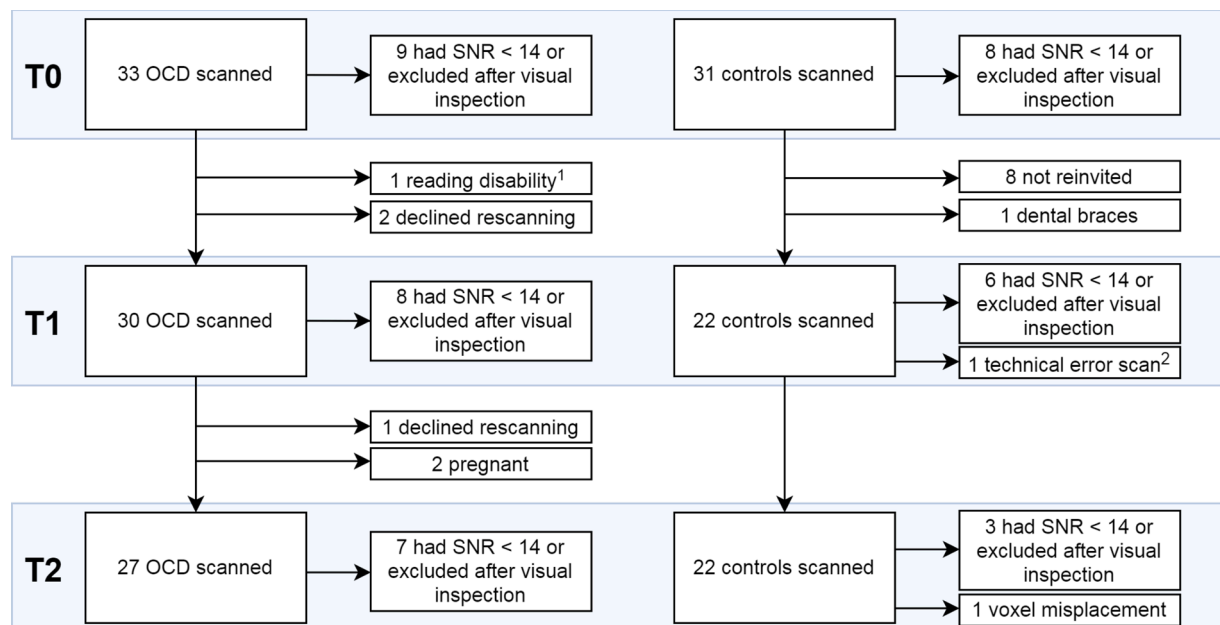 T0
33 OCD scanned
9 had SNR < 14 or
excluded after visual
inspection
31 controls scanned
8 had SNR < 14 or
excluded after visual
inspection
1 reading disability¹
2 declined rescanning
8 not reinvited
1 dental braces
T1
30 OCD scanned
8 had SNR < 14 or
excluded after visual
inspection
22 controls scanned
6 had SNR < 14 or
excluded after visual
inspection
1 technical error scan²
1 declined rescanning
2 pregnant
T2
27 OCD scanned
7 had SNR < 14 or
excluded after visual
inspection
22 controls scanned
3 had SNR < 14 or
excluded after visual
inspection
1 voxel misplacement